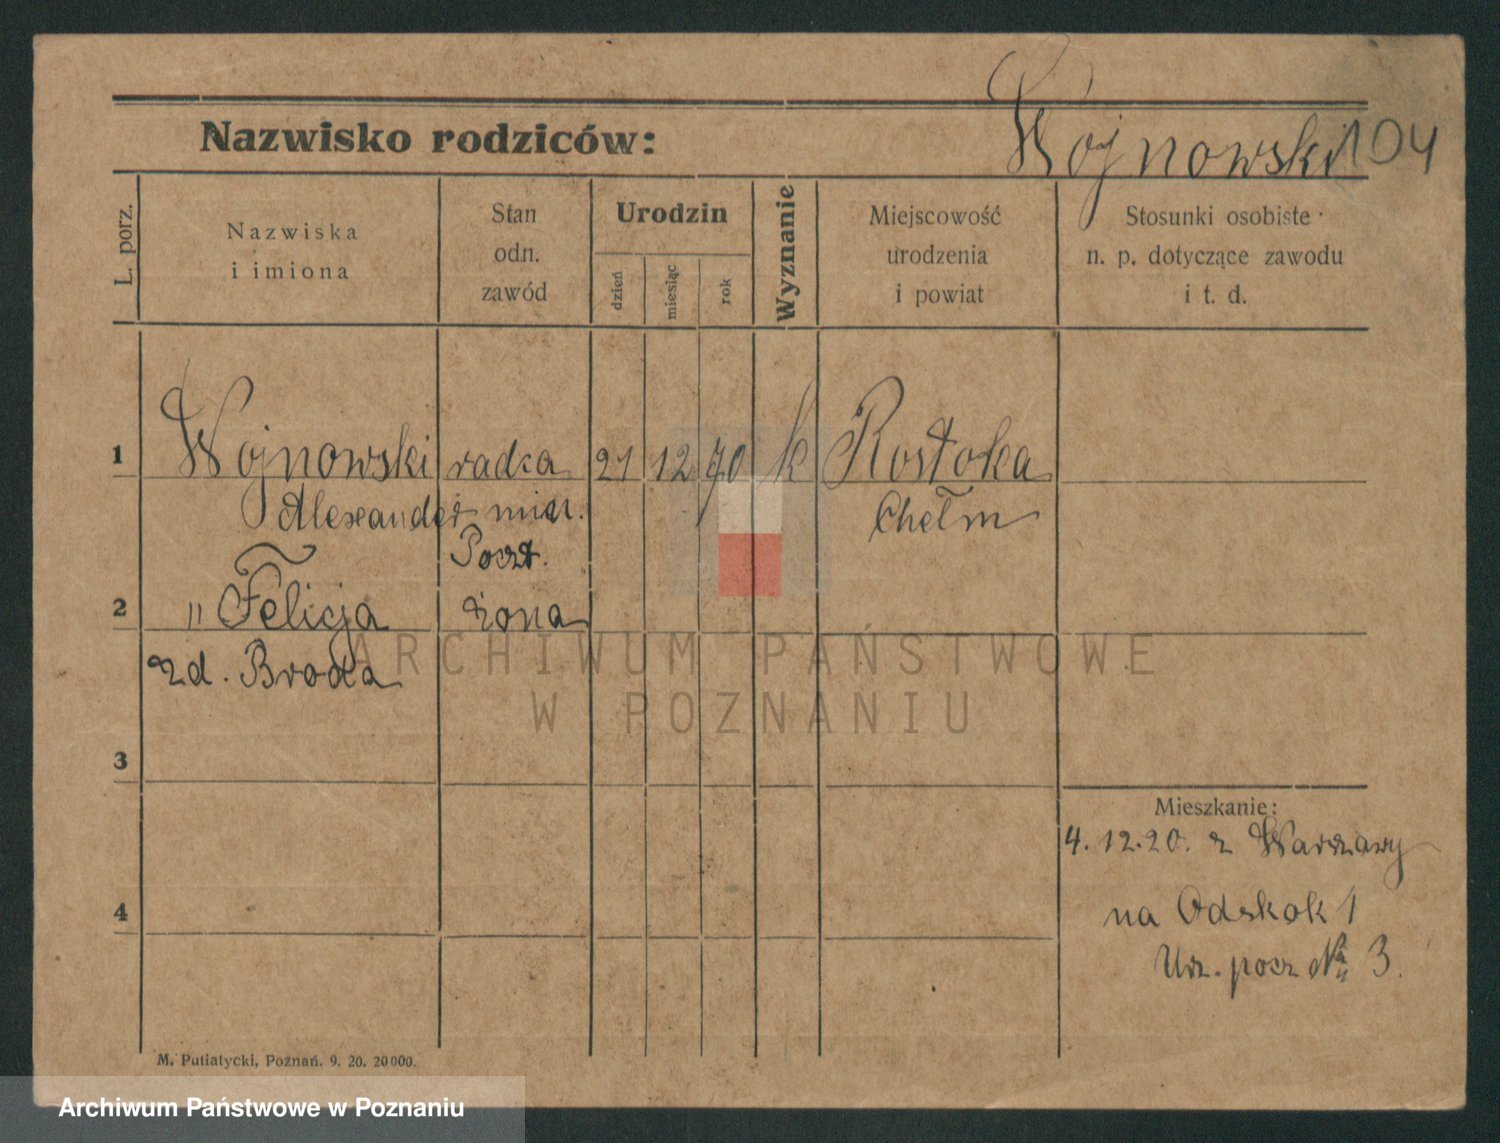 Nazwisko rodziców:
Wojnowski 104
L. porz.
Nazwiska
i imiona
Stan
odn.
zawód
Urodzin
dzień
miesiąc
rok
Wyznanie
Miejscowość
urodzenia
i powiat
Stosunki osobiste
n. p. dotyczące zawodu
i t. d.
1 Wojnowski radca 21 12 70 k Rostoka
Alexander min. Chełm
Poczt.
2 " Felicja żona
zd. Brodka
ARCHIWUM PAŃSTWOWE
W POZNANIU
3
Mieszkanie:
4. 12. 20. z Warszawy
4
na Odskok 1
Urz. pocz № 3.
M. Putiatycki, Poznań. 9. 20. 20000.
Archiwum Państwowe w Poznaniu